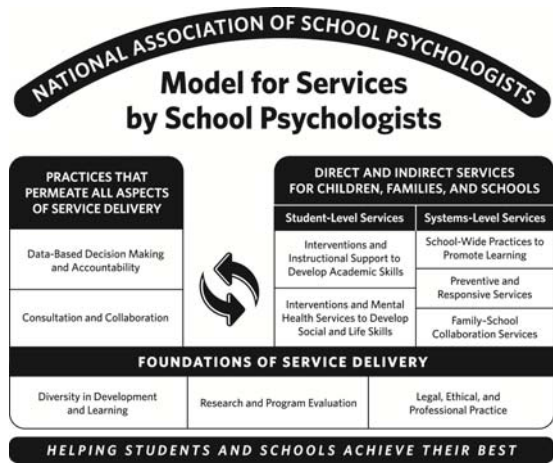 NATIONAL ASSOCIATION OF SCHOOL PSYCHOLOGISTS
Model for Services
by School Psychologists
PRACTICES THAT
PERMEATE ALL ASPECTS
OF SERVICE DELIVERY
Data-Based Decision Making
and Accountability
Consultation and Collaboration
DIRECT AND INDIRECT SERVICES
FOR CHILDREN, FAMILIES, AND SCHOOLS
Student-Level Services
Interventions and
Instructional Support to
Develop Academic Skills
Interventions and Mental
Health Services to Develop
Social and Life Skills
Systems-Level Services
School-Wide Practices to
Promote Learning
Preventive and
Responsive Services
Family–School
Collaboration Services
FOUNDATIONS OF SERVICE DELIVERY
Diversity in Development
and Learning
Research and Program Evaluation
Legal, Ethical, and
Professional Practice
HELPING STUDENTS AND SCHOOLS ACHIEVE THEIR BEST